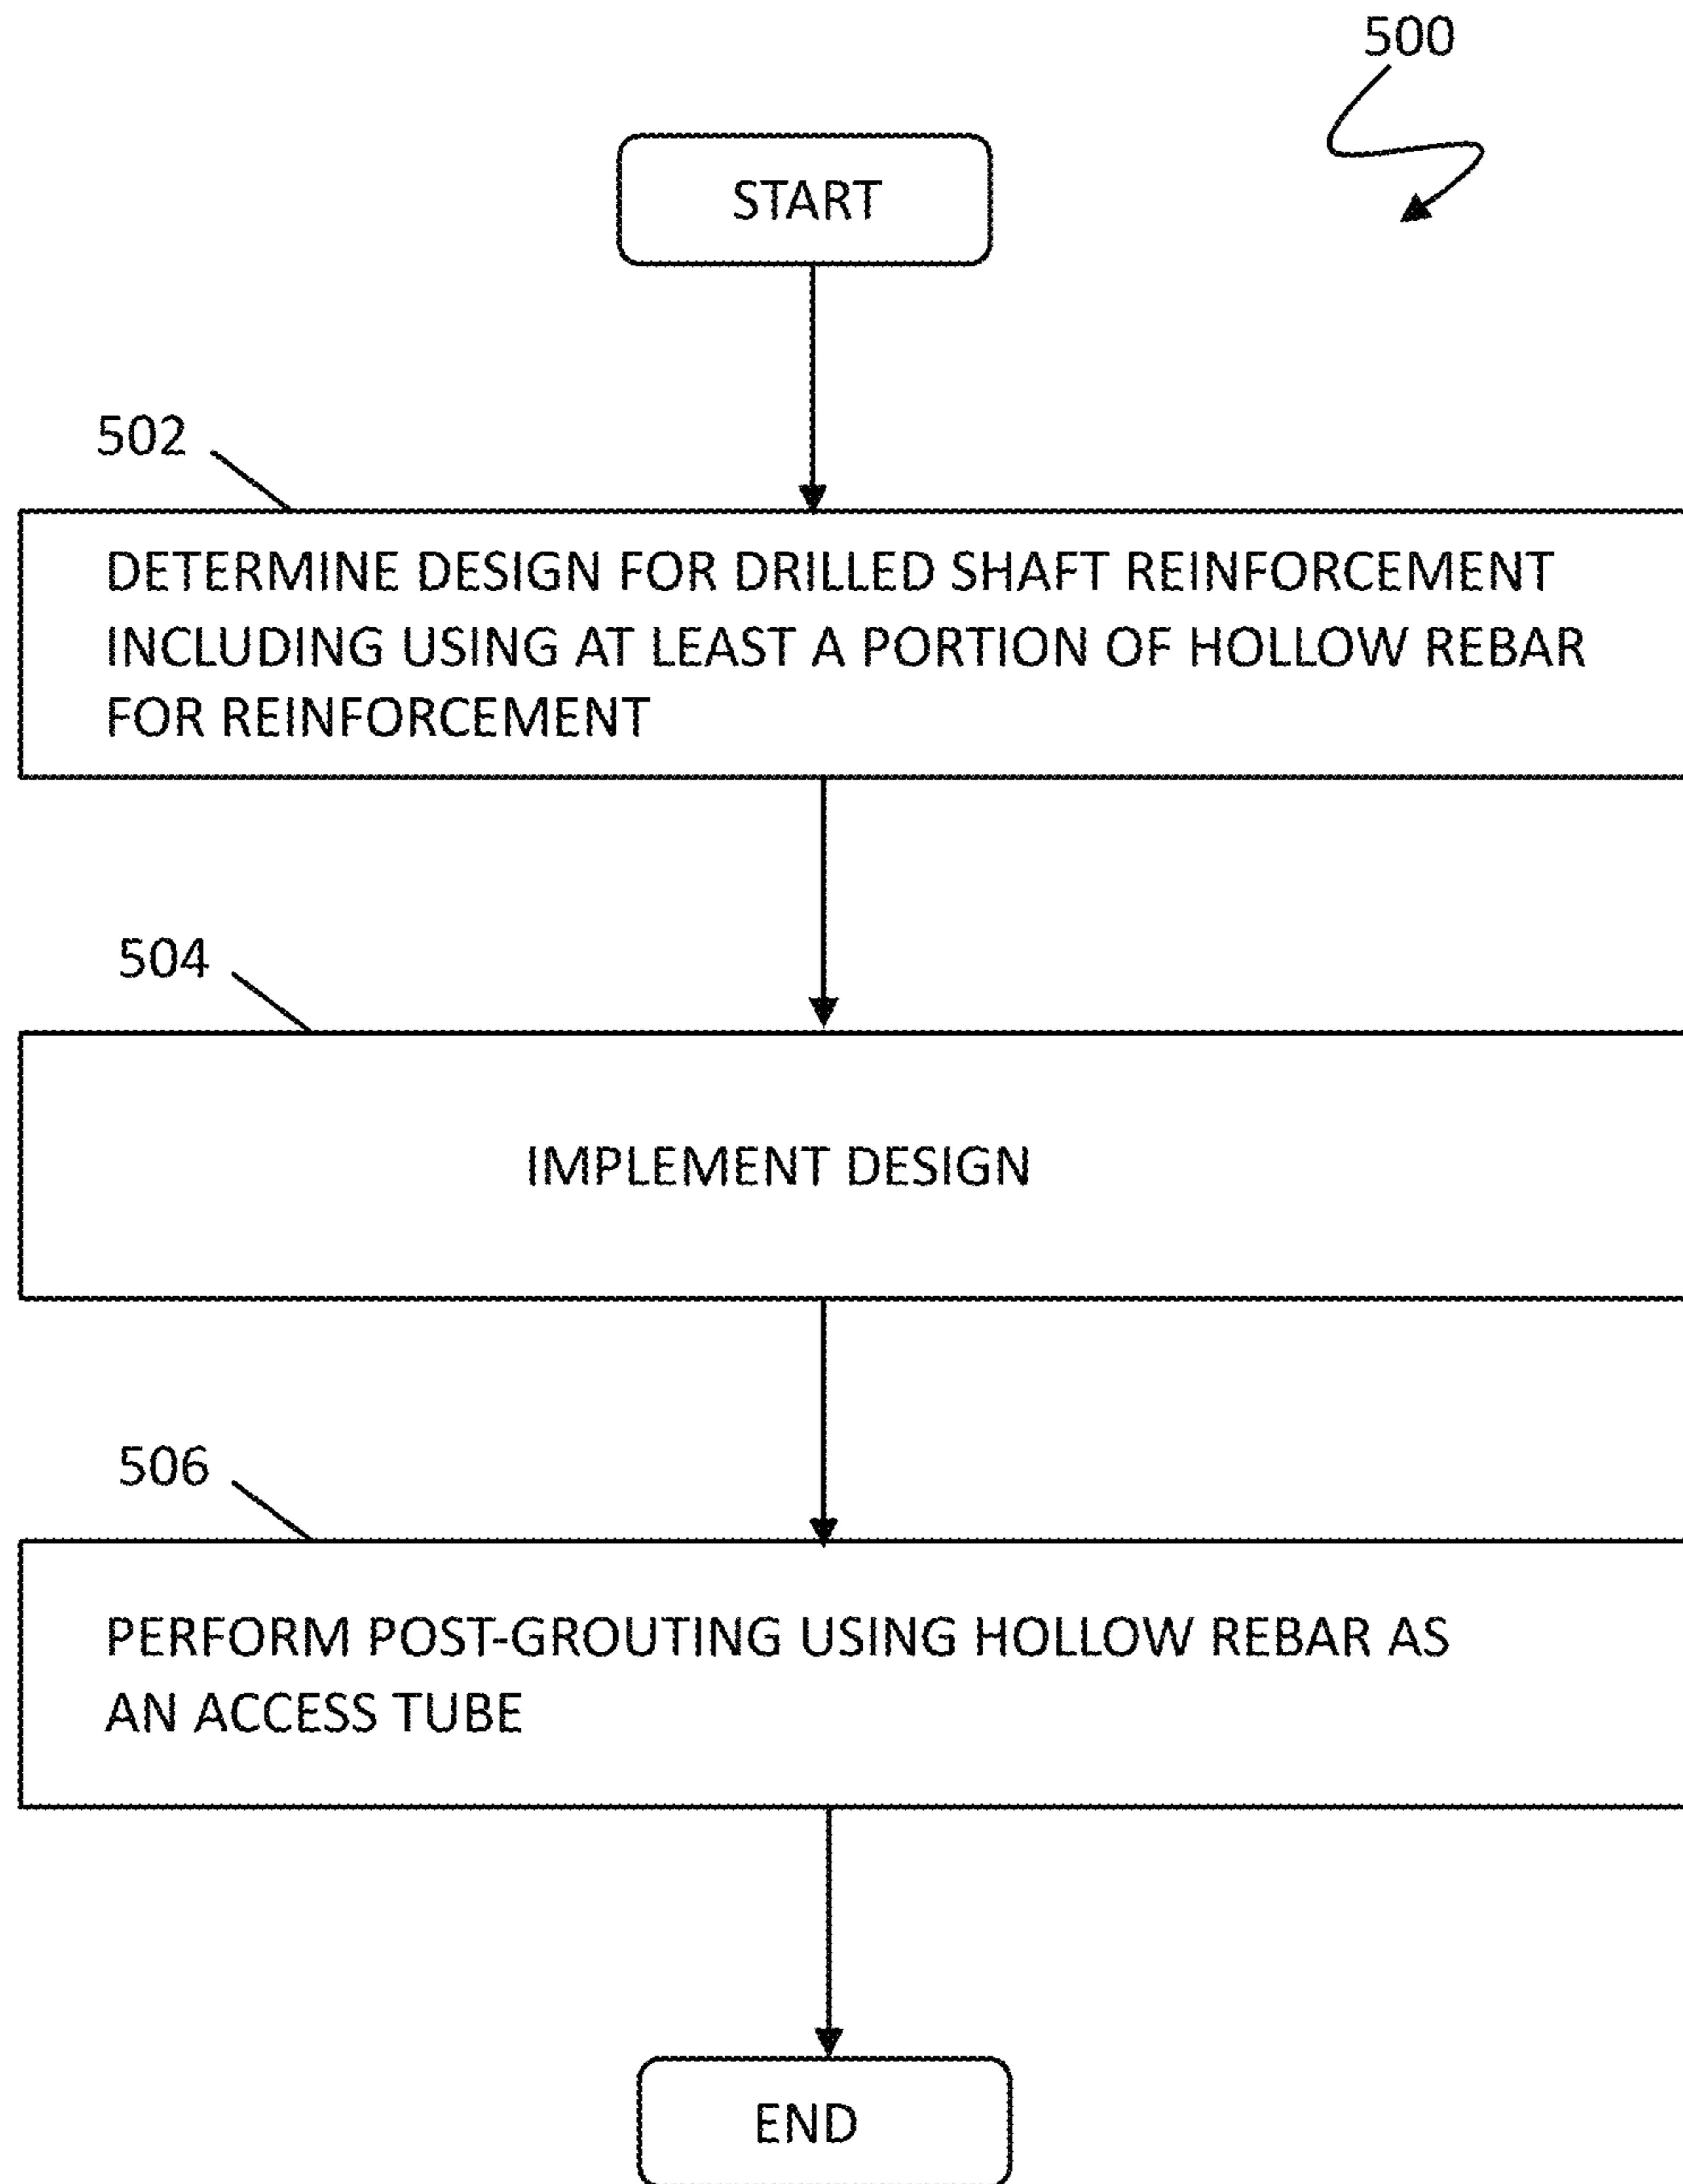 500
START
502
DETERMINE DESIGN FOR DRILLED SHAFT REINFORCEMENT
INCLUDING USING AT LEAST A PORTION OF HOLLOW REBAR
FOR REINFORCEMENT
504
IMPLEMENT DESIGN
506
PERFORM POST-GROUTING USING HOLLOW REBAR AS
AN ACCESS TUBE
END